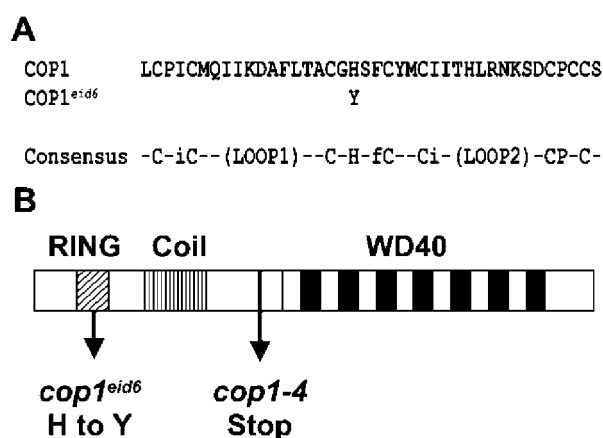 A
COP1 LCPICMQIIKDAFLTACGHSFCYMCIITHLRNKSDCPCCS
COP1eid6 Y
Consensus -C-iC--(LOOP1)--C-H-fC--Ci-(LOOP2)-CP-C-
B
RING Coil WD40
cop1eid6 cop1-4
H to Y Stop